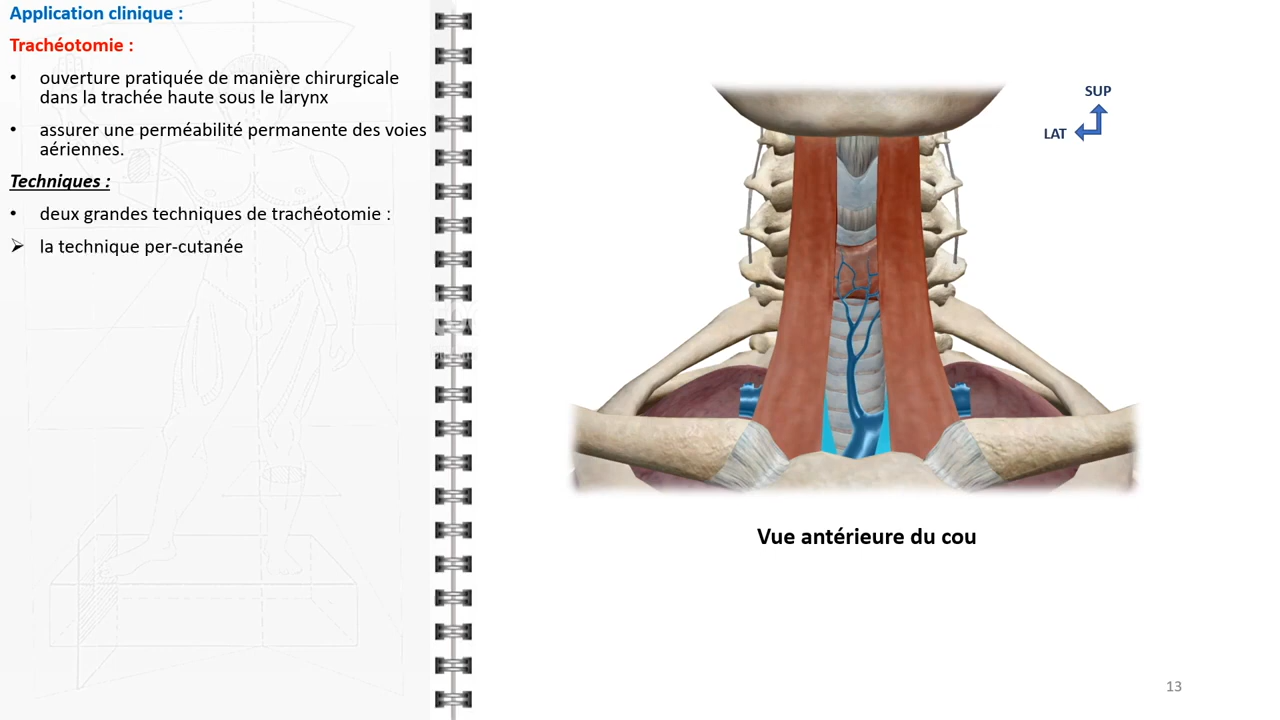 Application clinique :
Trachéotomie :
• ouverture pratiquée de manière chirurgicale
dans la trachée haute sous le larynx
• assurer une perméabilité permanente des voies
aériennes.
Techniques :
• deux grandes techniques de trachéotomie :
➢ la technique per-cutanée
SUP
LAT
Vue antérieure du cou
13